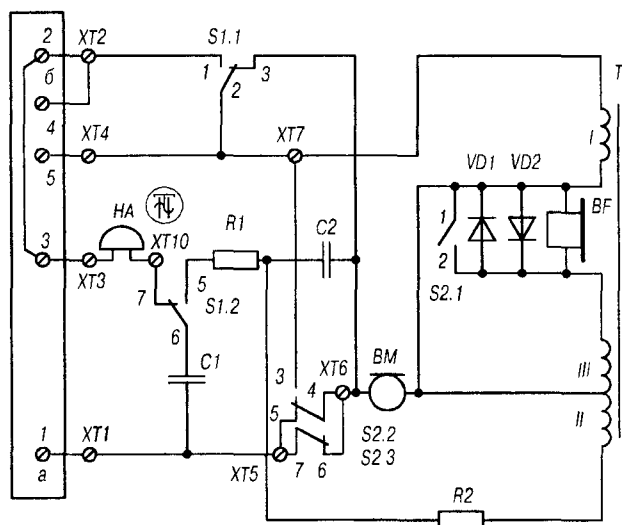 2 XT2 S1.1
б 1 3 T
2
4 XT4 XT7 I
5 VD1 VD2
HA BF
3 R1 C2 1
XT10 2
XT3 5 S2.1
7 S1.2
6 BM
C1 3 XT6 III
4
1 XT1 5 S2.2 II
а XT5 7 6 S2 3
R2